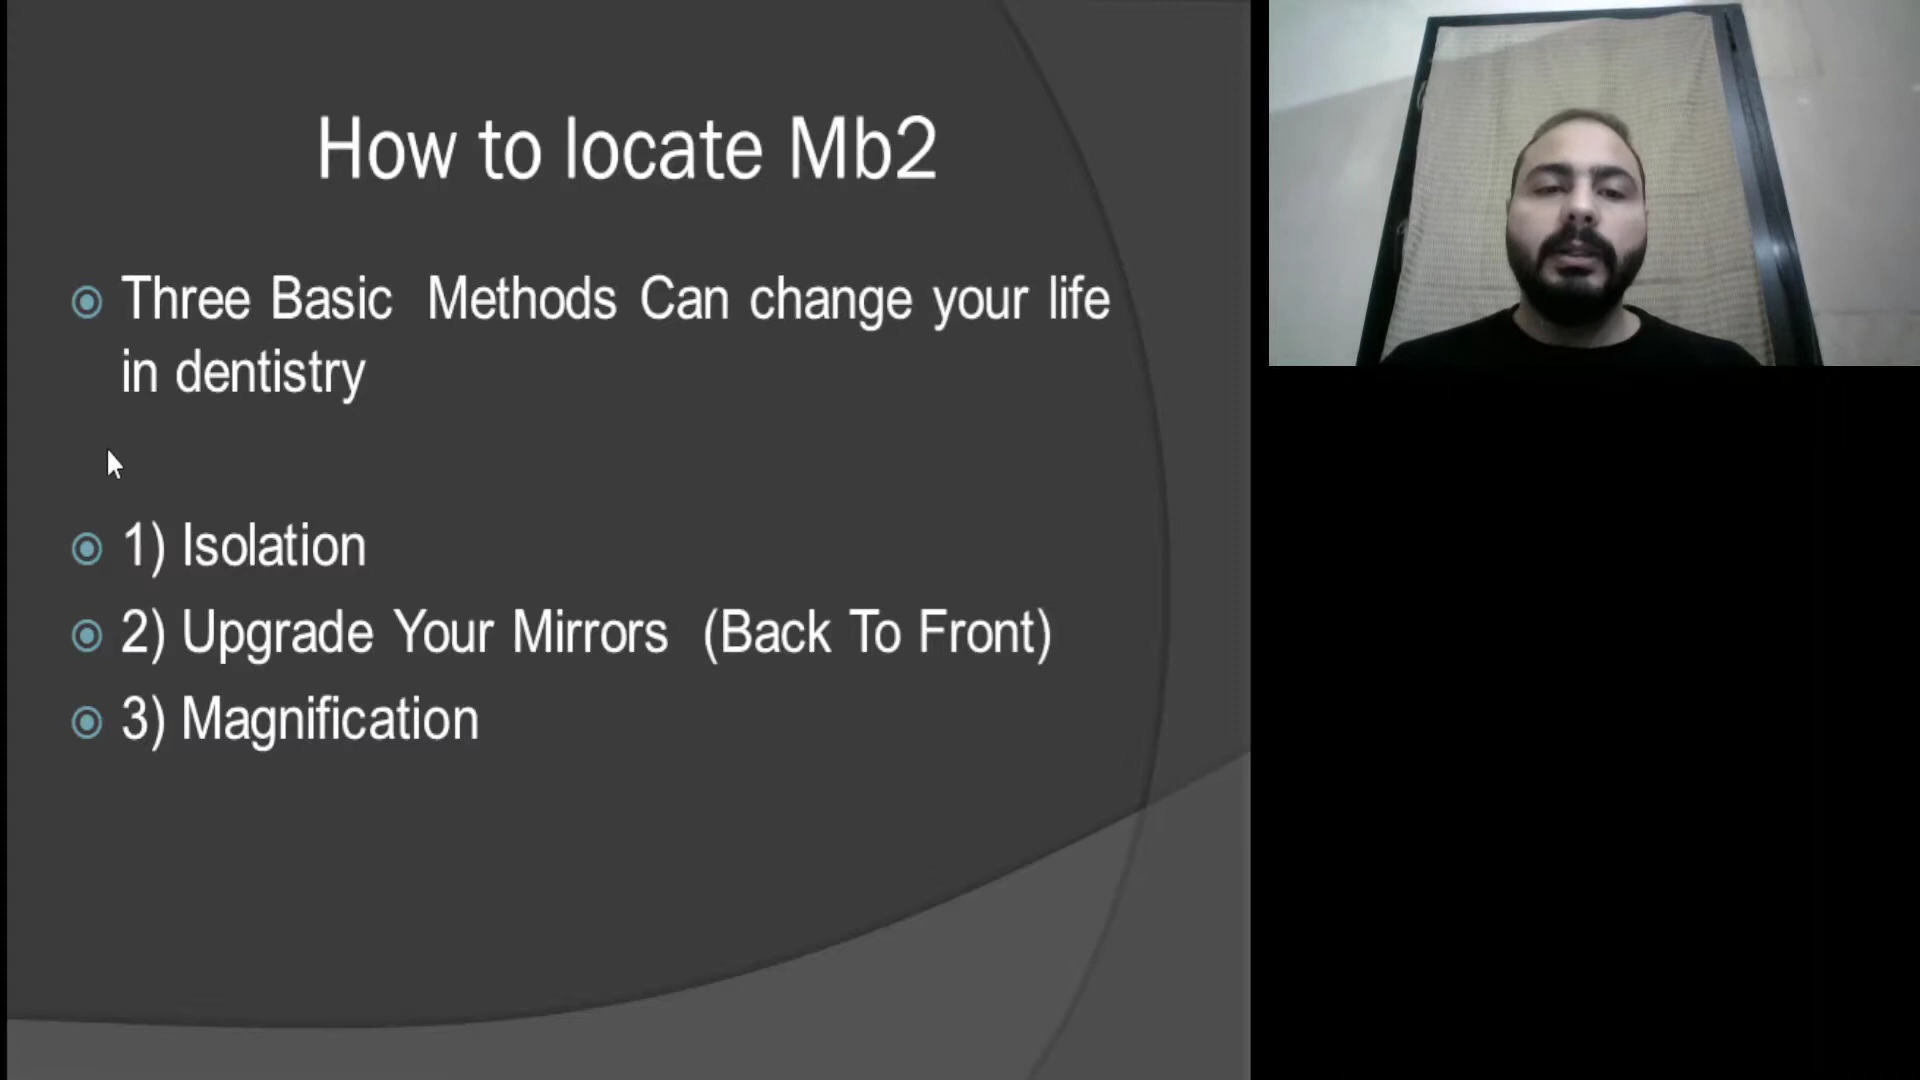 How to locate Mb2
Three Basic Methods Can change your life
in dentistry
1) Isolation
2) Upgrade Your Mirrors (Back To Front)
3) Magnification